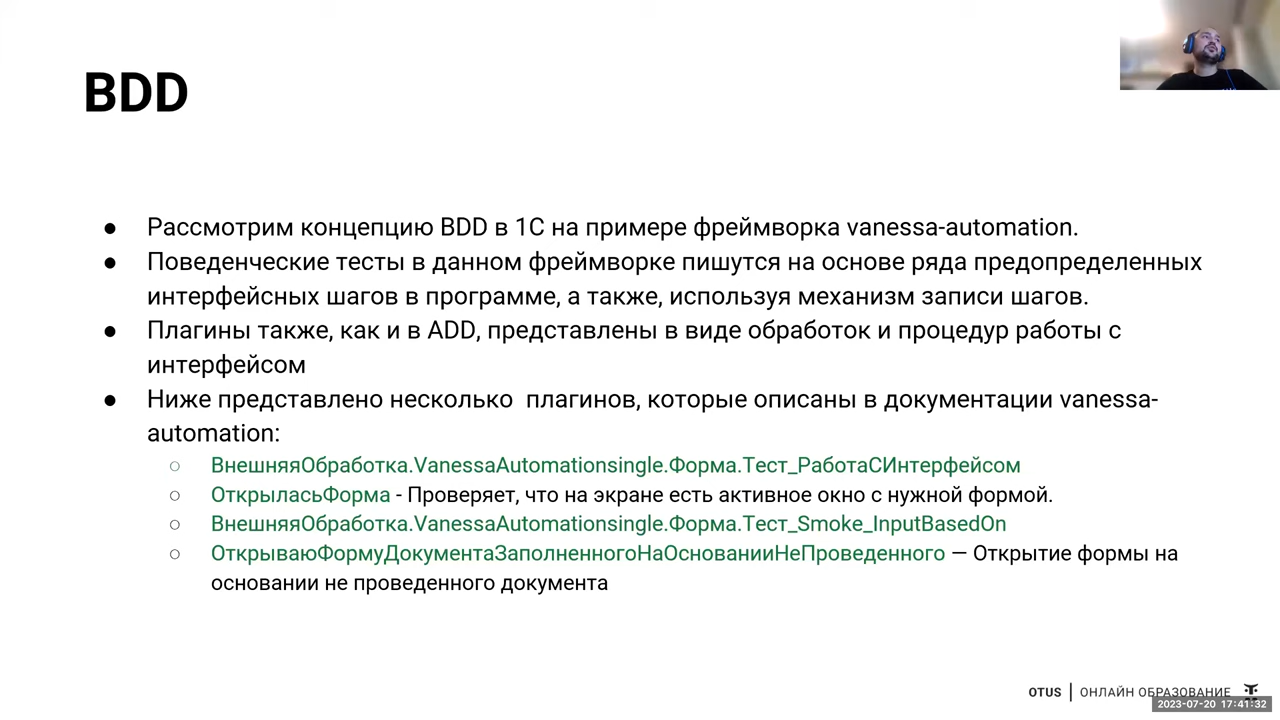 BDD
● Рассмотрим концепцию BDD в 1С на примере фреймворка vanessa-automation.
● Поведенческие тесты в данном фреймворке пишутся на основе ряда предопределенных
интерфейсных шагов в программе, а также, используя механизм записи шагов.
● Плагины также, как и в ADD, представлены в виде обработок и процедур работы с
интерфейсом
● Ниже представлено несколько  плагинов, которые описаны в документации vanessa-
automation:
○ ВнешняяОбработка.VanessaAutomationsingle.Форма.Тест_РаботаСИнтерфейсом
○ ОткрыласьФорма - Проверяет, что на экране есть активное окно с нужной формой.
○ ВнешняяОбработка.VanessaAutomationsingle.Форма.Тест_Smoke_InputBasedOn
○ ОткрываюФормуДокументаЗаполненногоНаОснованииНеПроведенного — Открытие формы на
основании не проведенного документа
OTUS | ОНЛАЙН ОБРАЗОВАНИЕ
2023-07-20 17:41:32